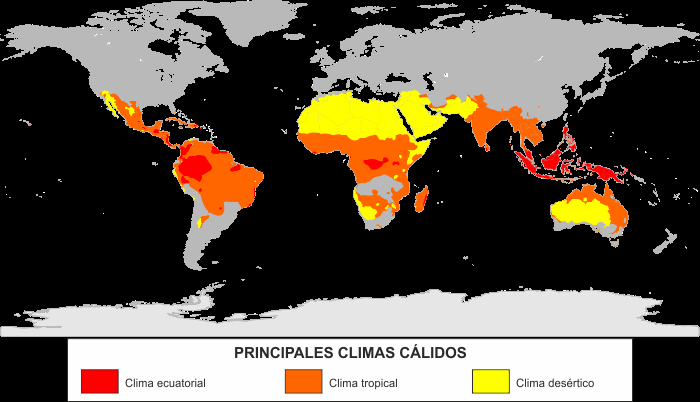 PRINCIPALES CLIMAS CÁLIDOS
Clima ecuatorial
Clima tropical
Clima desértico